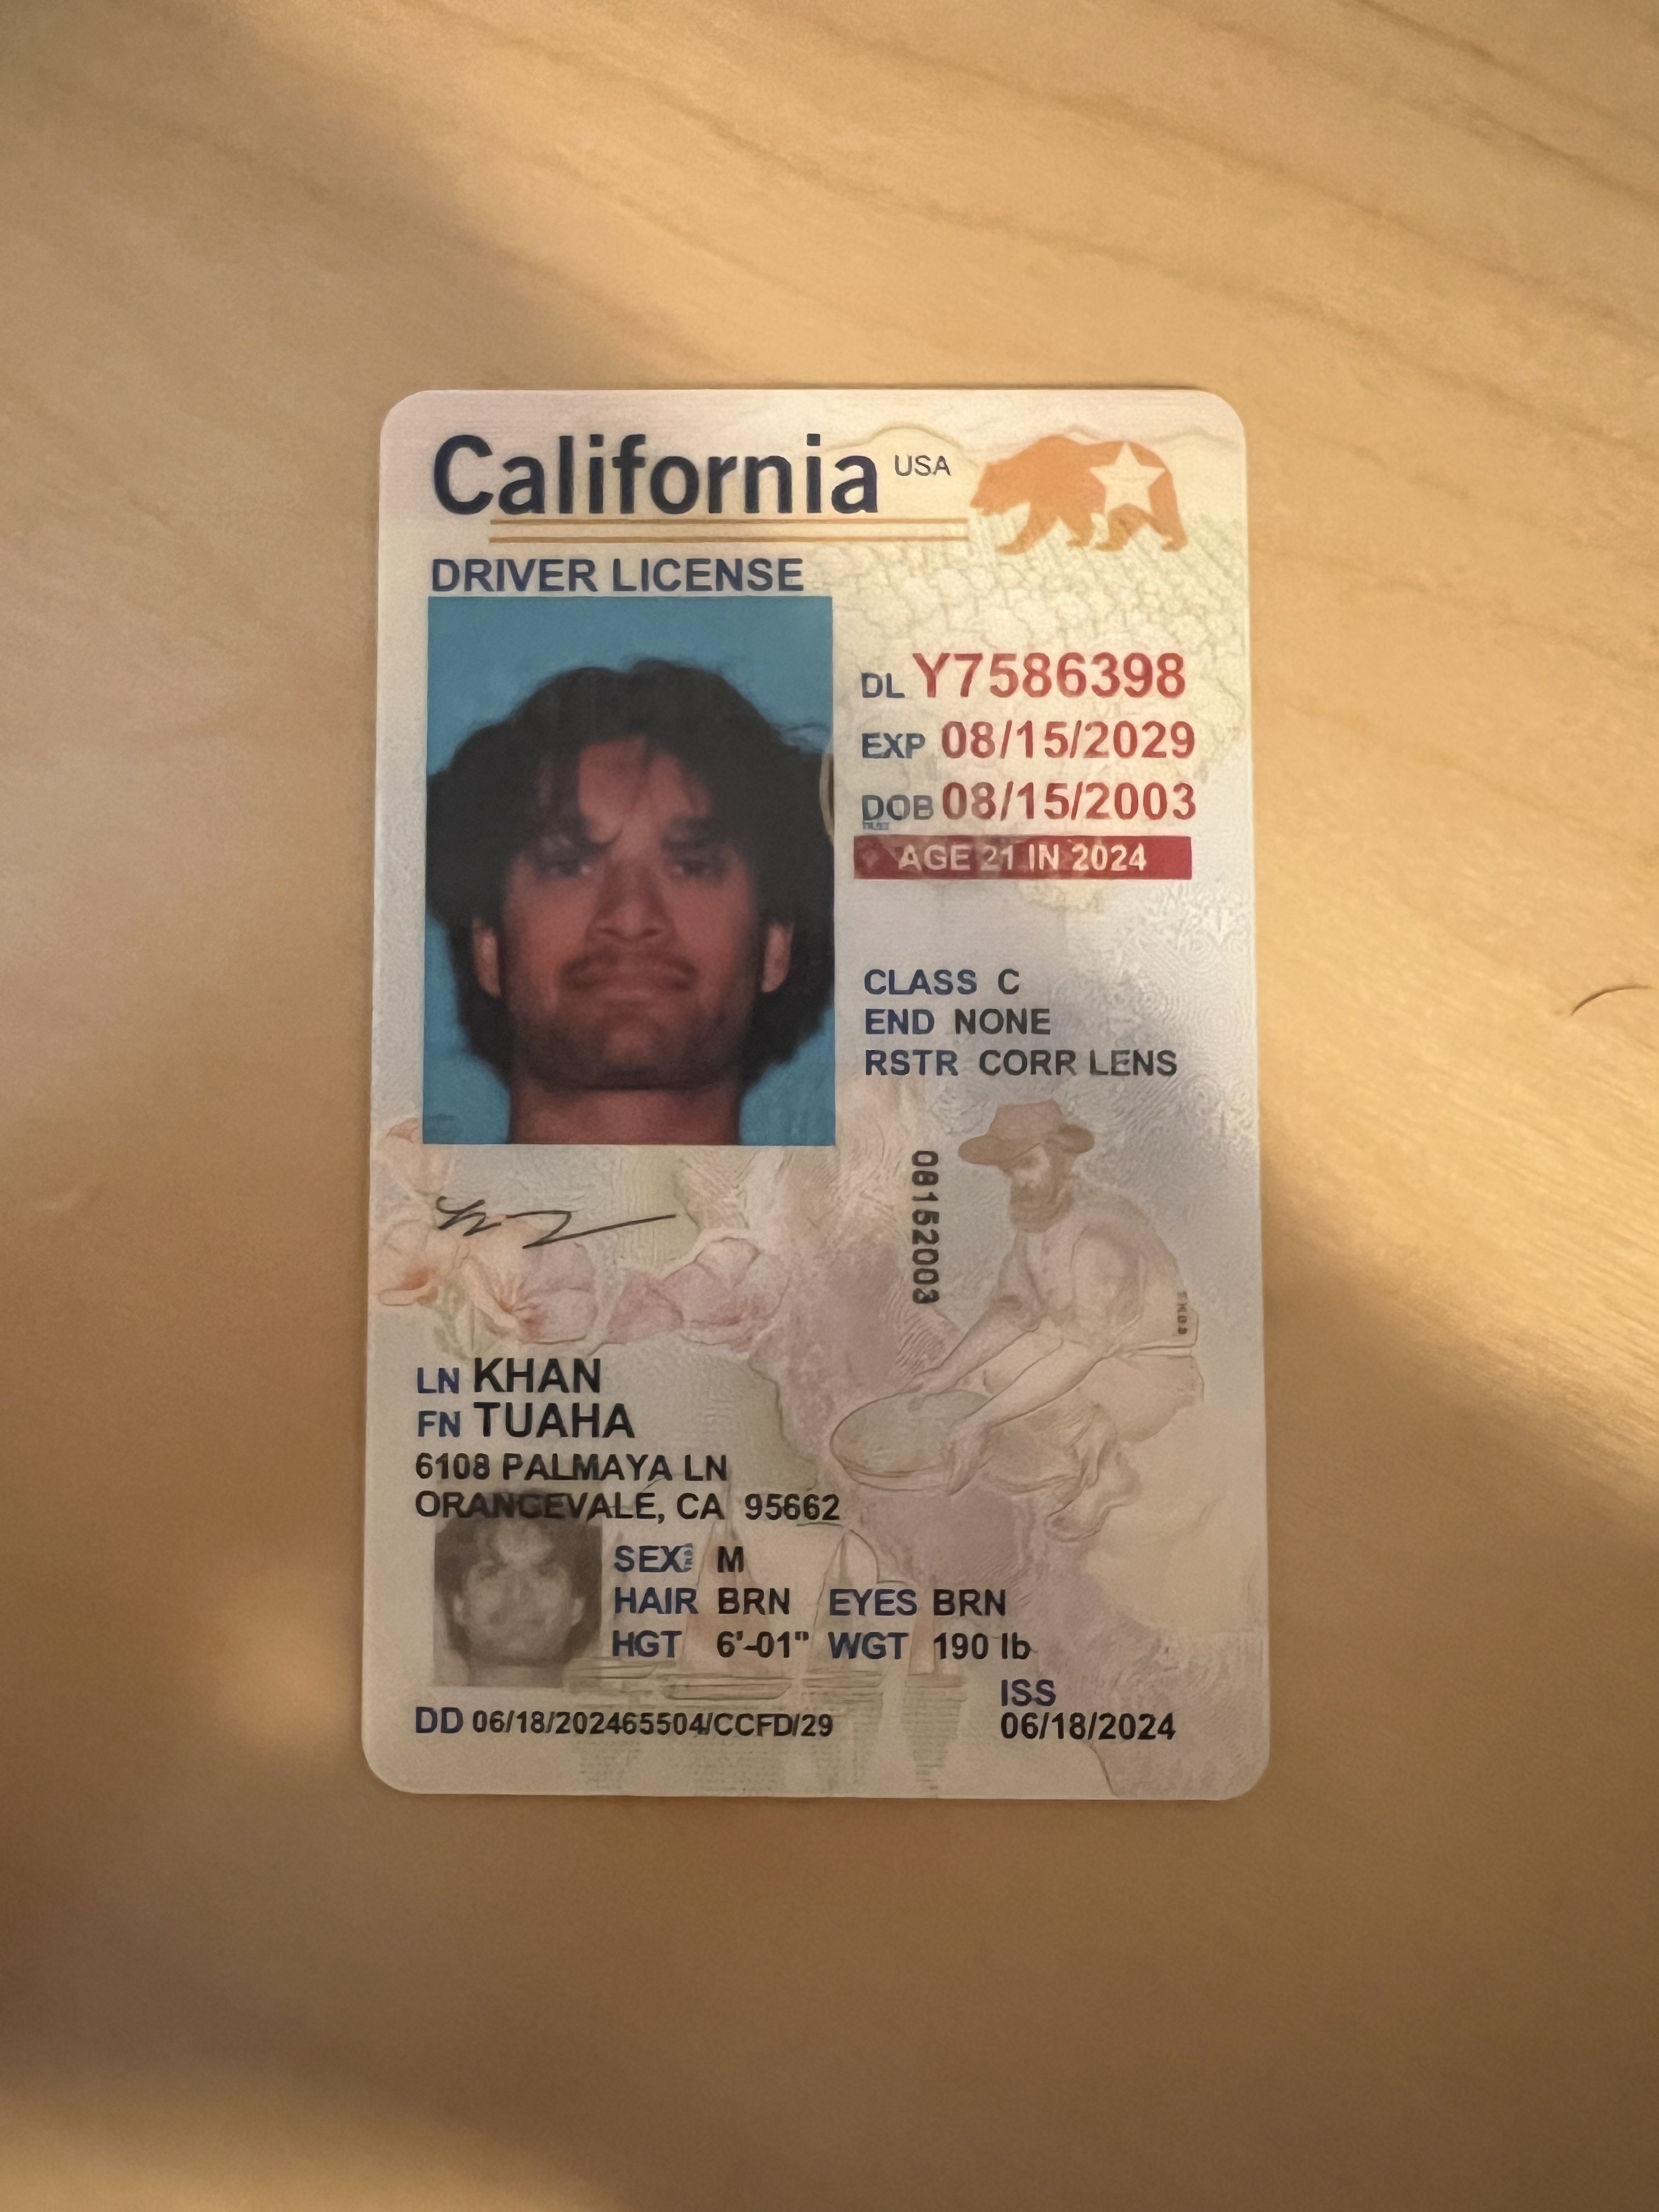 California USA
DRIVER LICENSE
DL Y7586398
EXP 08/15/2029
DOB 08/15/2003
AGE 21 IN 2024
CLASS C
END NONE
RSTR CORR LENS
08152003
LN KHAN
FN TUAHA
6108 PALMAYA LN
ORANGEVALE, CA 95662
SEX M
HAIR BRN EYES BRN
HGT 6'-01" WGT 190 lb
ISS
DD 06/18/202465504/CCFD/29 06/18/2024